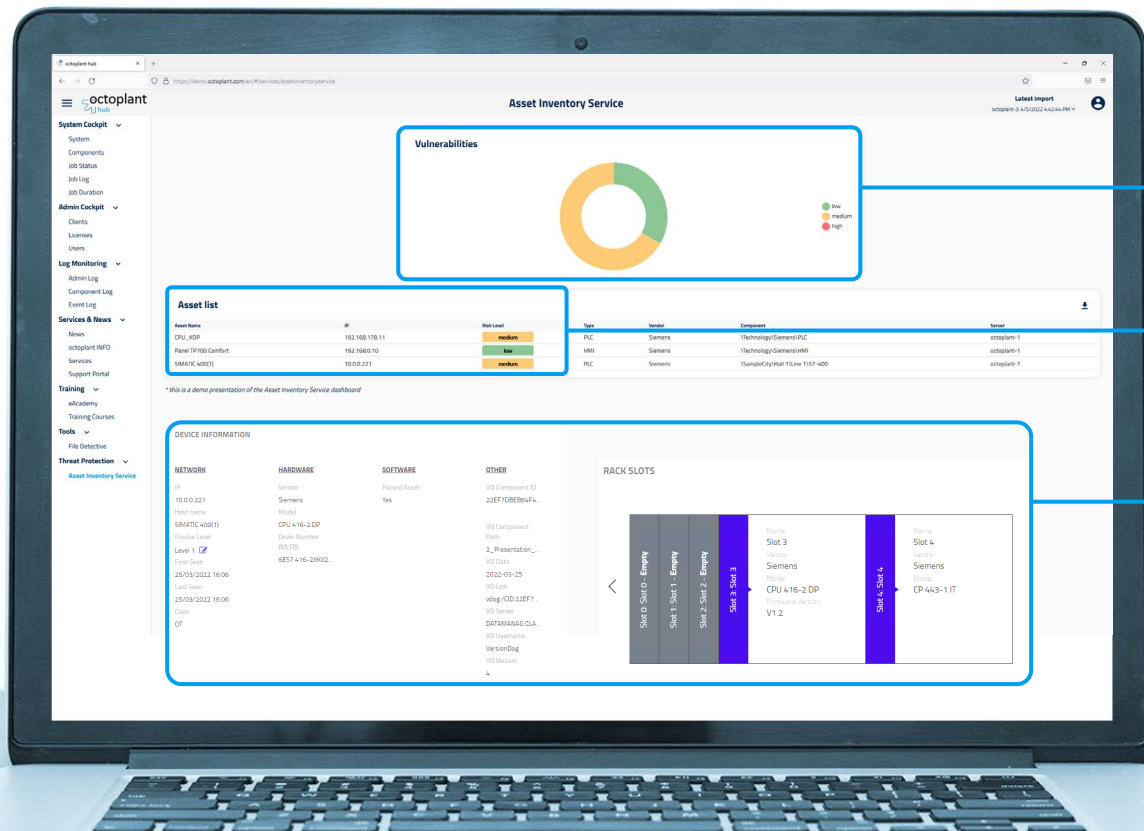 octoplant hub × +
https://demo.octoplant.com/en/#/services/assetinventoryservice
octoplant
hub
Asset Inventory Service
Latest import
octoplant-3: 4/5/2022 4:42:44 PM
System Cockpit
System
Components
Job Status
Job Log
Job Duration
Admin Cockpit
Clients
Licenses
Users
Log Monitoring
Admin Log
Component Log
Event Log
Services & News
News
octoplant INFO
Services
Support Portal
Training
eAcademy
Training Courses
Tools
File Detective
Threat Protection
Asset Inventory Service
Vulnerabilities
low
medium
high
Asset list
Asset Name IP Risk Level Type Vendor Component Server
CPU_KOP 192.168.178.11 medium PLC Siemens \Technology\Siemens\PLC octoplant-1
Panel TP700 Comfort 192.168.0.10 low HMI Siemens \Technology\Siemens\HMI octoplant-1
SIMATIC 400(1) 10.0.0.221 medium PLC Siemens \SampleCity\Hall 1\Line 1\S7-400 octoplant-1
* this is a demo presentation of the Asset Inventory Service dashboard
DEVICE INFORMATION
NETWORK
IP
10.0.0.221
Host name
SIMATIC 400(1)
Purdue Level
Level 1
First Seen
25/03/2022 16:06
Last Seen
25/03/2022 16:06
Class
OT
HARDWARE
Vendor
Siemens
Model
CPU 416-2 DP
Order Number
(MLFB)
6ES7 416-2XK02...
SOFTWARE
Parsed Asset
Yes
OTHER
VD Component ID
22EF7DBEB64F4...
VD Component
Path
2_Presentation_...
VD Date
2022-03-25
VD Link
vdog:/CID:22EF7...
VD Server
DATAMANAG.CLA...
VD Username
VersionDog
VD Version
4
RACK SLOTS
Slot 0: Slot 0 - Empty
Slot 1: Slot 1 - Empty
Slot 2: Slot 2 - Empty
Slot 3: Slot 3
Name
Slot 3
Vendor
Siemens
Model
CPU 416-2 DP
Firmware Version
V1.2
Slot 4: Slot 4
Name
Slot 4
Vendor
Siemens
Model
CP 443-1 IT